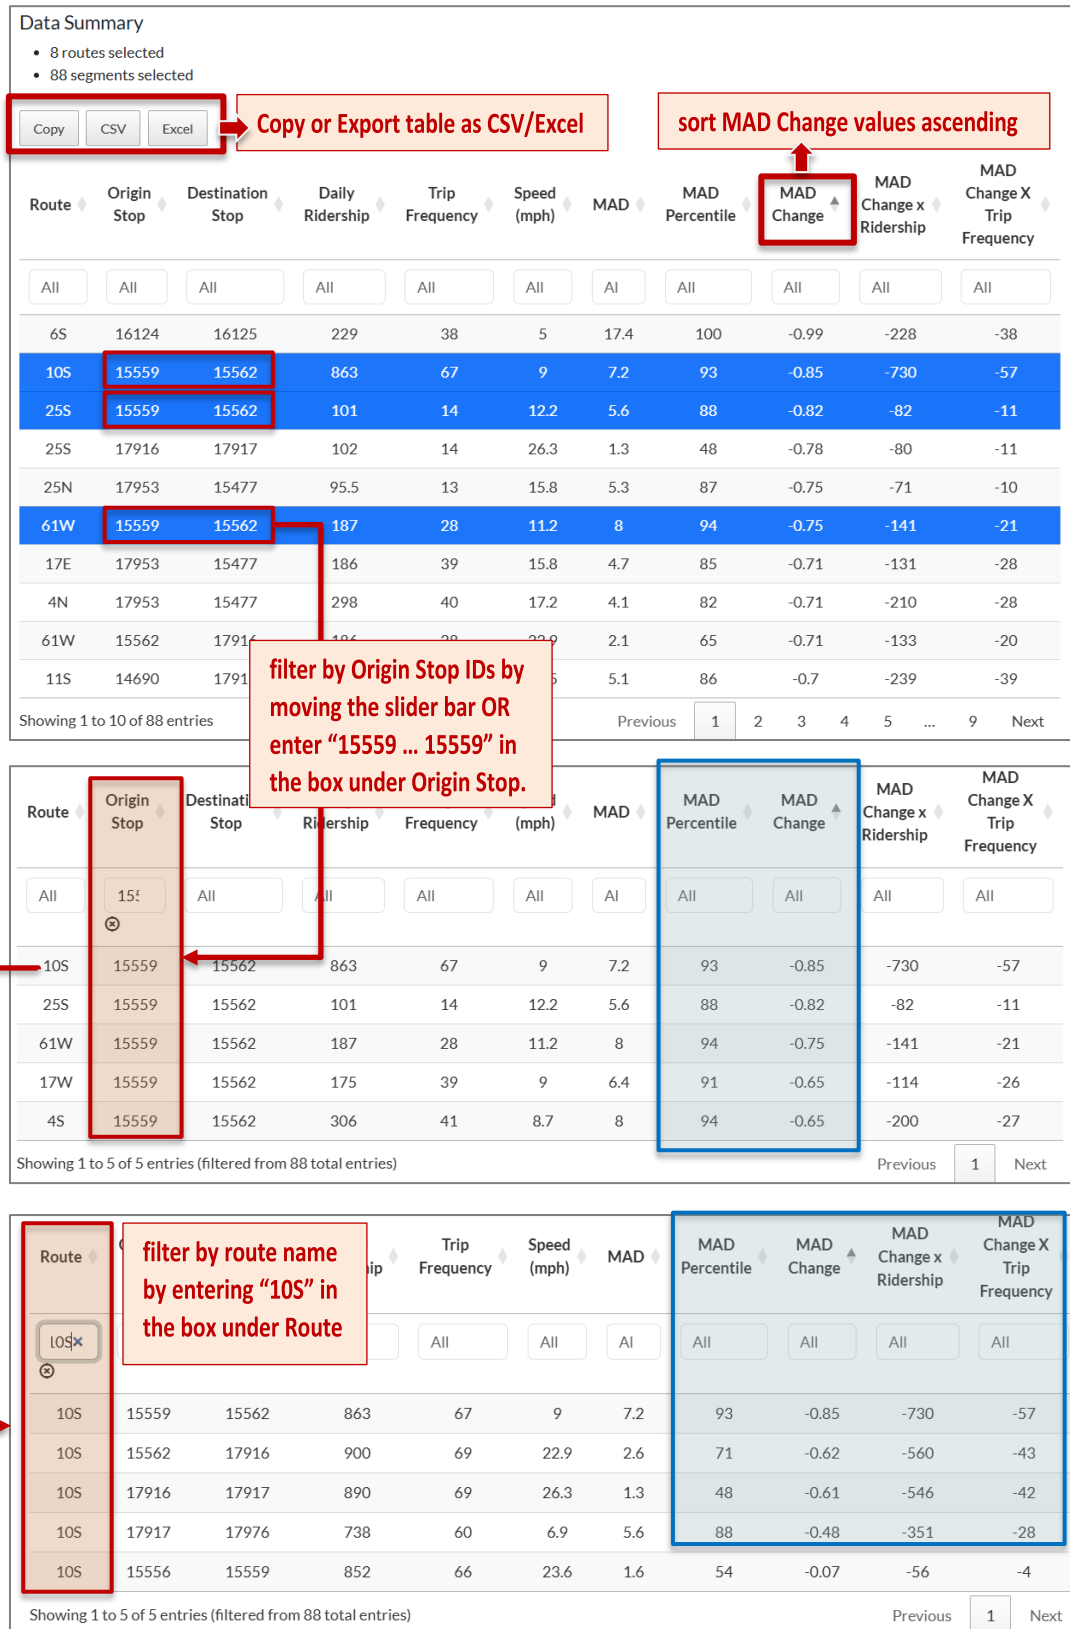 Data Summary
• 8 routes selected
• 88 segments selected
Copy CSV Excel
Copy or Export table as CSV/Excel
sort MAD Change values ascending
Route Origin Stop Destination Stop Daily Ridership Trip Frequency Speed (mph) MAD MAD Percentile MAD Change MAD Change x Ridership MAD Change X Trip Frequency
All All All All All All Al All All All All
6S 16124 16125 229 38 5 17.4 100 -0.99 -228 -38
10S 15559 15562 863 67 9 7.2 93 -0.85 -730 -57
25S 15559 15562 101 14 12.2 5.6 88 -0.82 -82 -11
25S 17916 17917 102 14 26.3 1.3 48 -0.78 -80 -11
25N 17953 15477 95.5 13 15.8 5.3 87 -0.75 -71 -10
61W 15559 15562 187 28 11.2 8 94 -0.75 -141 -21
17E 17953 15477 186 39 15.8 4.7 85 -0.71 -131 -28
4N 17953 15477 298 40 17.2 4.1 82 -0.71 -210 -28
61W 15562 17916 186 28 22.9 2.1 65 -0.71 -133 -20
11S 14690 1791 5.1 86 -0.7 -239 -39
filter by Origin Stop IDs by
moving the slider bar OR
enter “15559 ... 15559” in
the box under Origin Stop.
Showing 1 to 10 of 88 entries Previous 1 2 3 4 5 ... 9 Next
Route Origin Stop Destinati Stop Ridership Frequency (mph) MAD MAD Percentile MAD Change MAD Change x Ridership MAD Change X Trip Frequency
All 155 All All All All Al All All All All
10S 15559 15562 863 67 9 7.2 93 -0.85 -730 -57
25S 15559 15562 101 14 12.2 5.6 88 -0.82 -82 -11
61W 15559 15562 187 28 11.2 8 94 -0.75 -141 -21
17W 15559 15562 175 39 9 6.4 91 -0.65 -114 -26
4S 15559 15562 306 41 8.7 8 94 -0.65 -200 -27
Showing 1 to 5 of 5 entries (filtered from 88 total entries) Previous 1 Next
filter by route name
by entering “10S” in
the box under Route
Route ip Trip Frequency Speed (mph) MAD MAD Percentile MAD Change MAD Change x Ridership MAD Change X Trip Frequency
10S All All Al All All All All
10S 15559 15562 863 67 9 7.2 93 -0.85 -730 -57
10S 15562 17916 900 69 22.9 2.6 71 -0.62 -560 -43
10S 17916 17917 890 69 26.3 1.3 48 -0.61 -546 -42
10S 17917 17976 738 60 6.9 5.6 88 -0.48 -351 -28
10S 15556 15559 852 66 23.6 1.6 54 -0.07 -56 -4
Showing 1 to 5 of 5 entries (filtered from 88 total entries) Previous 1 Next